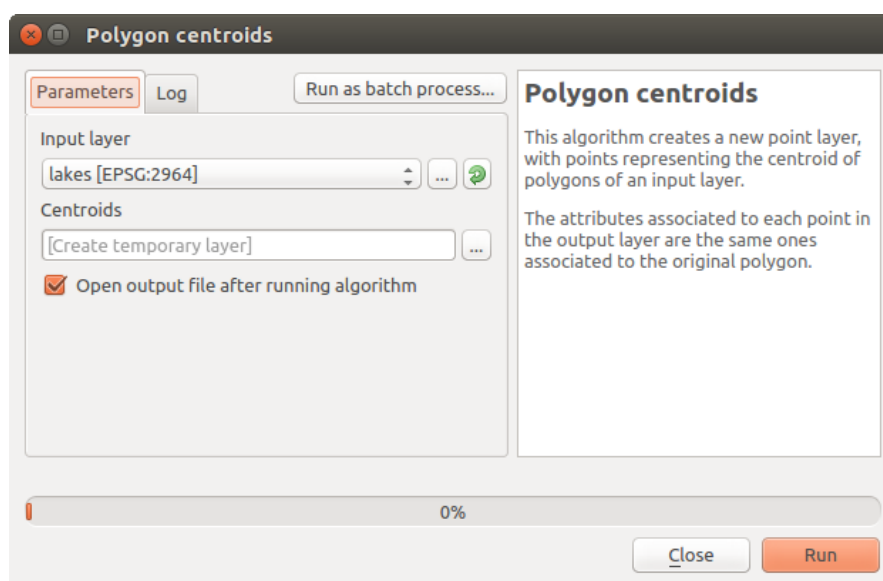 Polygon centroids
Parameters
Log
Run as batch process...
Input layer
lakes [EPSG:2964]
...
Centroids
[Create temporary layer]
...
Open output file after running algorithm
Polygon centroids
This algorithm creates a new point layer,
with points representing the centroid of
polygons of an input layer.
The attributes associated to each point in
the output layer are the same ones
associated to the original polygon.
0%
Close
Run